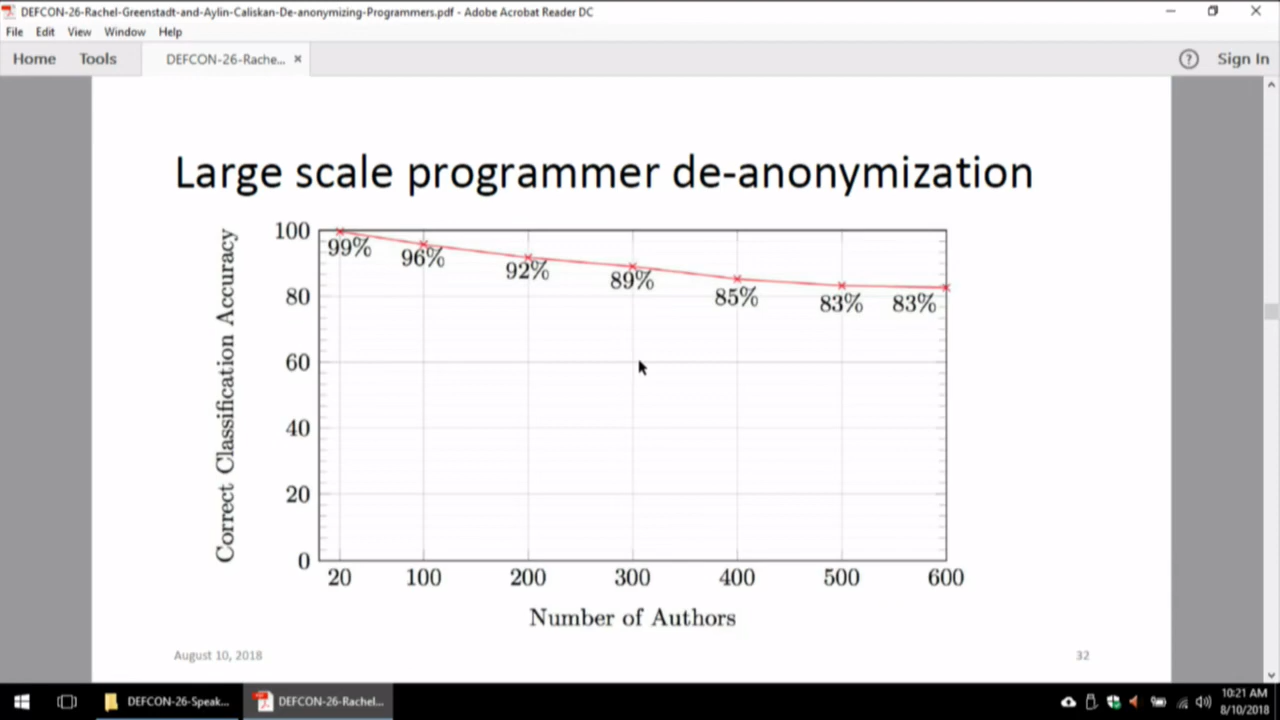 DEFCON-26-Rachel-Greenstadt-and-Aylin-Caliskan-De-anonymizing-Programmers.pdf - Adobe Acrobat Reader DC
File Edit View Window Help
Home Tools DEFCON-26-Rache... × ? Sign In
Large scale programmer de-anonymization
Correct Classification Accuracy
100
80
60
40
20
0
99% 96% 92% 89% 85% 83% 83%
20 100 200 300 400 500 600
Number of Authors
August 10, 2018 32
DEFCON-26-Speak... DEFCON-26-Rachel... 10:21 AM
8/10/2018